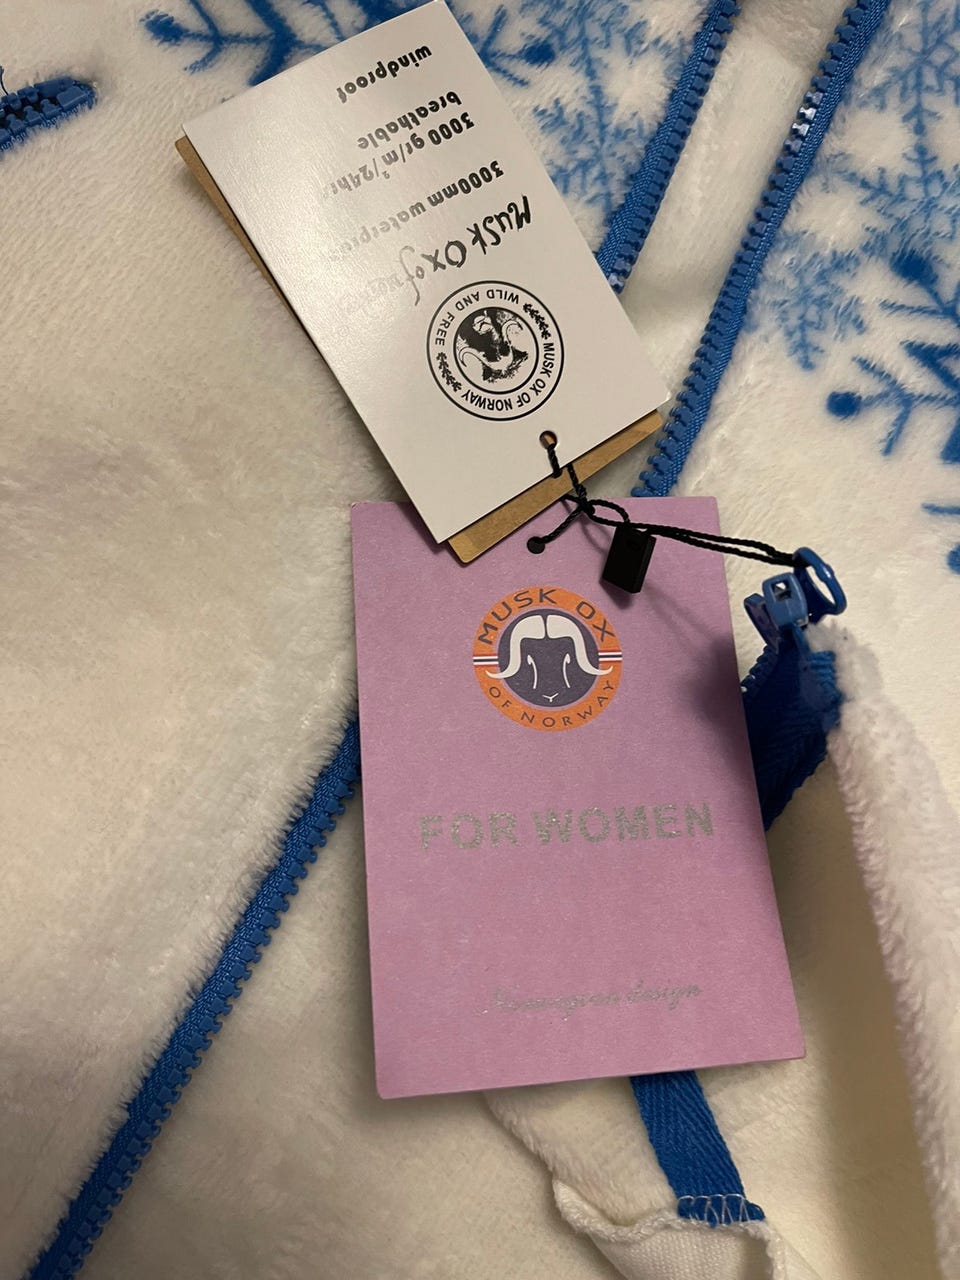 MUSK OX OF NORWAY
WILD AND FREE
Musk Ox of norway
3000mm waterproof
3000 gr/m²/24hr
breathable
windproof
MUSK OX
OF NORWAY
FOR WOMEN
Norwegian design